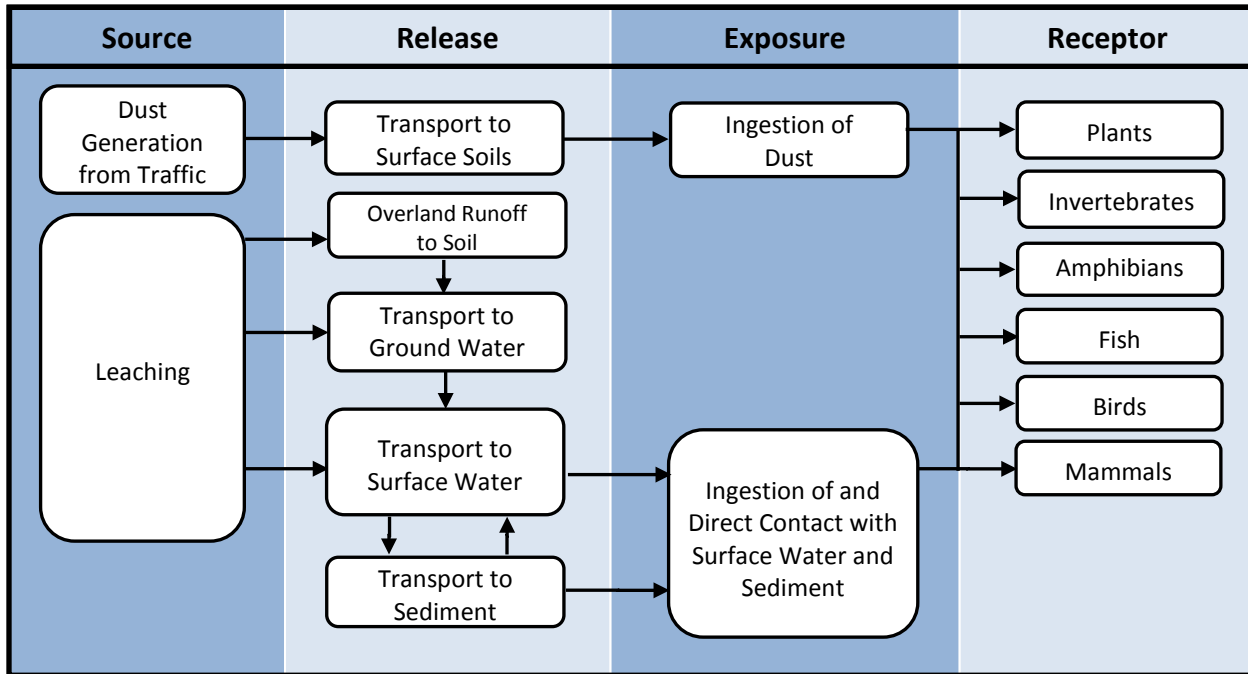 Source
Release
Exposure
Receptor
Dust
Generation
from Traffic
Transport to
Surface Soils
Ingestion of
Dust
Plants
Overland Runoff
to Soil
Invertebrates
Amphibians
Leaching
Transport to
Ground Water
Fish
Birds
Transport to
Surface Water
Ingestion of and
Direct Contact with
Surface Water and
Sediment
Mammals
Transport to
Sediment